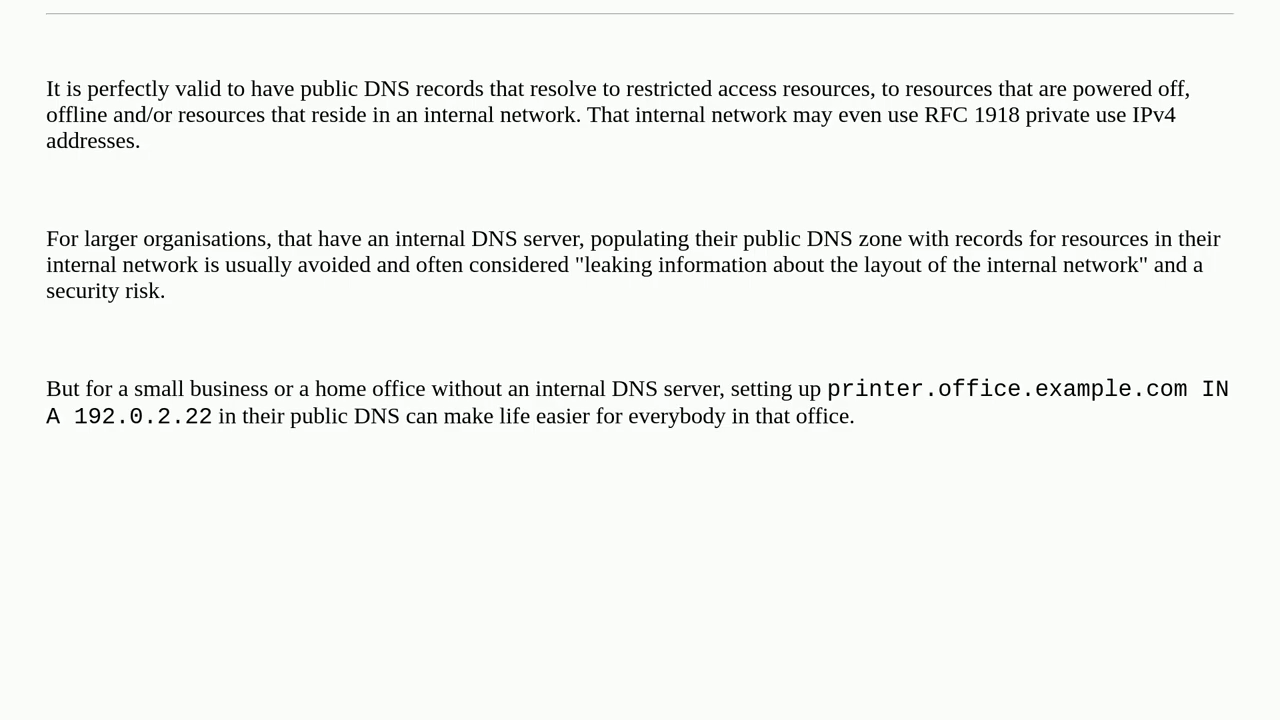 It is perfectly valid to have public DNS records that resolve to restricted access resources, to resources that are powered off,
offline and/or resources that reside in an internal network. That internal network may even use RFC 1918 private use IPv4
addresses.
For larger organisations, that have an internal DNS server, populating their public DNS zone with records for resources in their
internal network is usually avoided and often considered "leaking information about the layout of the internal network" and a
security risk.
But for a small business or a home office without an internal DNS server, setting up printer.office.example.com IN
A 192.0.2.22 in their public DNS can make life easier for everybody in that office.